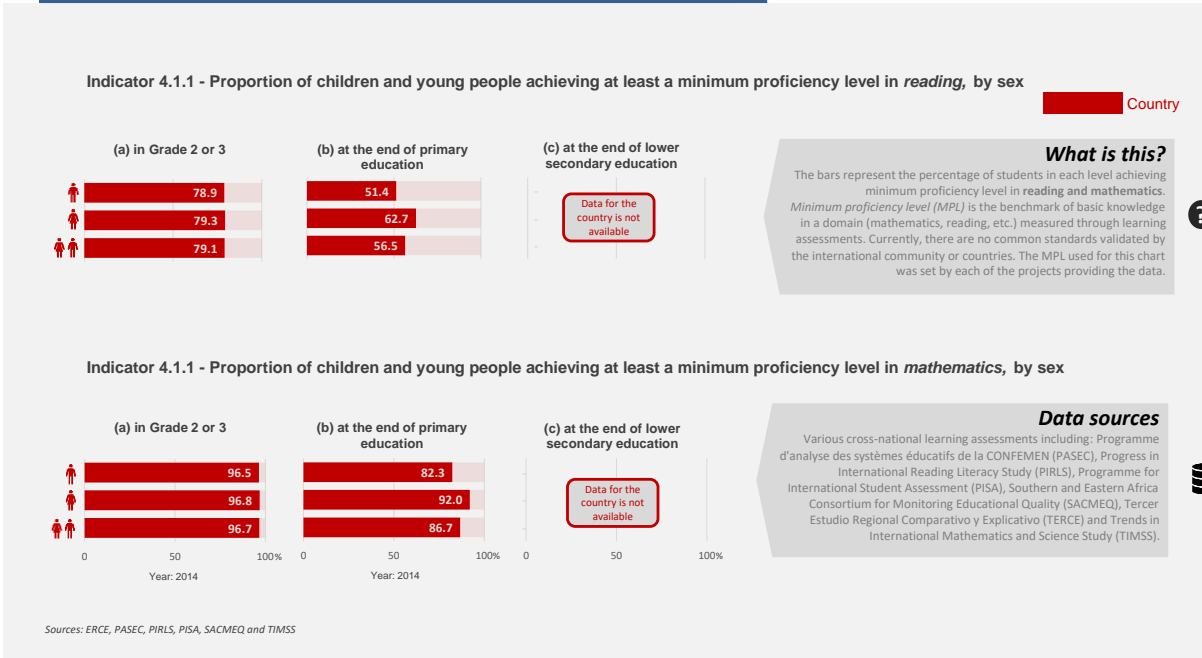 Indicator 4.1.1 - Proportion of children and young people achieving at least a minimum proficiency level in reading, by sex
Country
(a) in Grade 2 or 3
78.9
79.3
79.1
(b) at the end of primary
education
51.4
62.7
56.5
(c) at the end of lower
secondary education
Data for the
country is not
available
What is this?
The bars represent the percentage of students in each level achieving
minimum proficiency level in reading and mathematics.
Minimum proficiency level (MPL) is the benchmark of basic knowledge
in a domain (mathematics, reading, etc.) measured through learning
assessments. Currently, there are no common standards validated by
the international community or countries. The MPL used for this chart
was set by each of the projects providing the data.
?
Indicator 4.1.1 - Proportion of children and young people achieving at least a minimum proficiency level in mathematics, by sex
(a) in Grade 2 or 3
96.5
96.8
96.7
0 50 100%
Year: 2014
(b) at the end of primary
education
82.3
92.0
86.7
0 50 100%
Year: 2014
(c) at the end of lower
secondary education
Data for the
country is not
available
0 50 100%
Data sources
Various cross-national learning assessments including: Programme
d'analyse des systèmes éducatifs de la CONFEMEN (PASEC), Progress in
International Reading Literacy Study (PIRLS), Programme for
International Student Assessment (PISA), Southern and Eastern Africa
Consortium for Monitoring Educational Quality (SACMEQ), Tercer
Estudio Regional Comparativo y Explicativo (TERCE) and Trends in
International Mathematics and Science Study (TIMSS).
Sources: ERCE, PASEC, PIRLS, PISA, SACMEQ and TIMSS